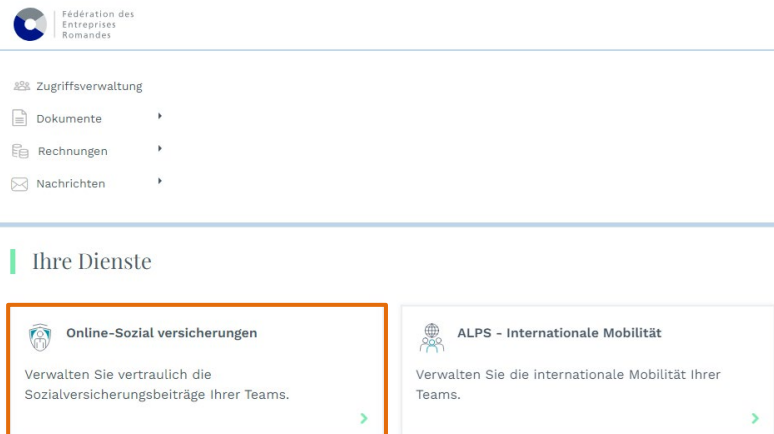 Fédération des
Entreprises
Romandes
Zugriffsverwaltung
Dokumente
Rechnungen
Nachrichten
Ihre Dienste
Online-Sozial versicherungen
Verwalten Sie vertraulich die
Sozialversicherungsbeiträge Ihrer Teams.
ALPS - Internationale Mobilität
Verwalten Sie die internationale Mobilität Ihrer
Teams.